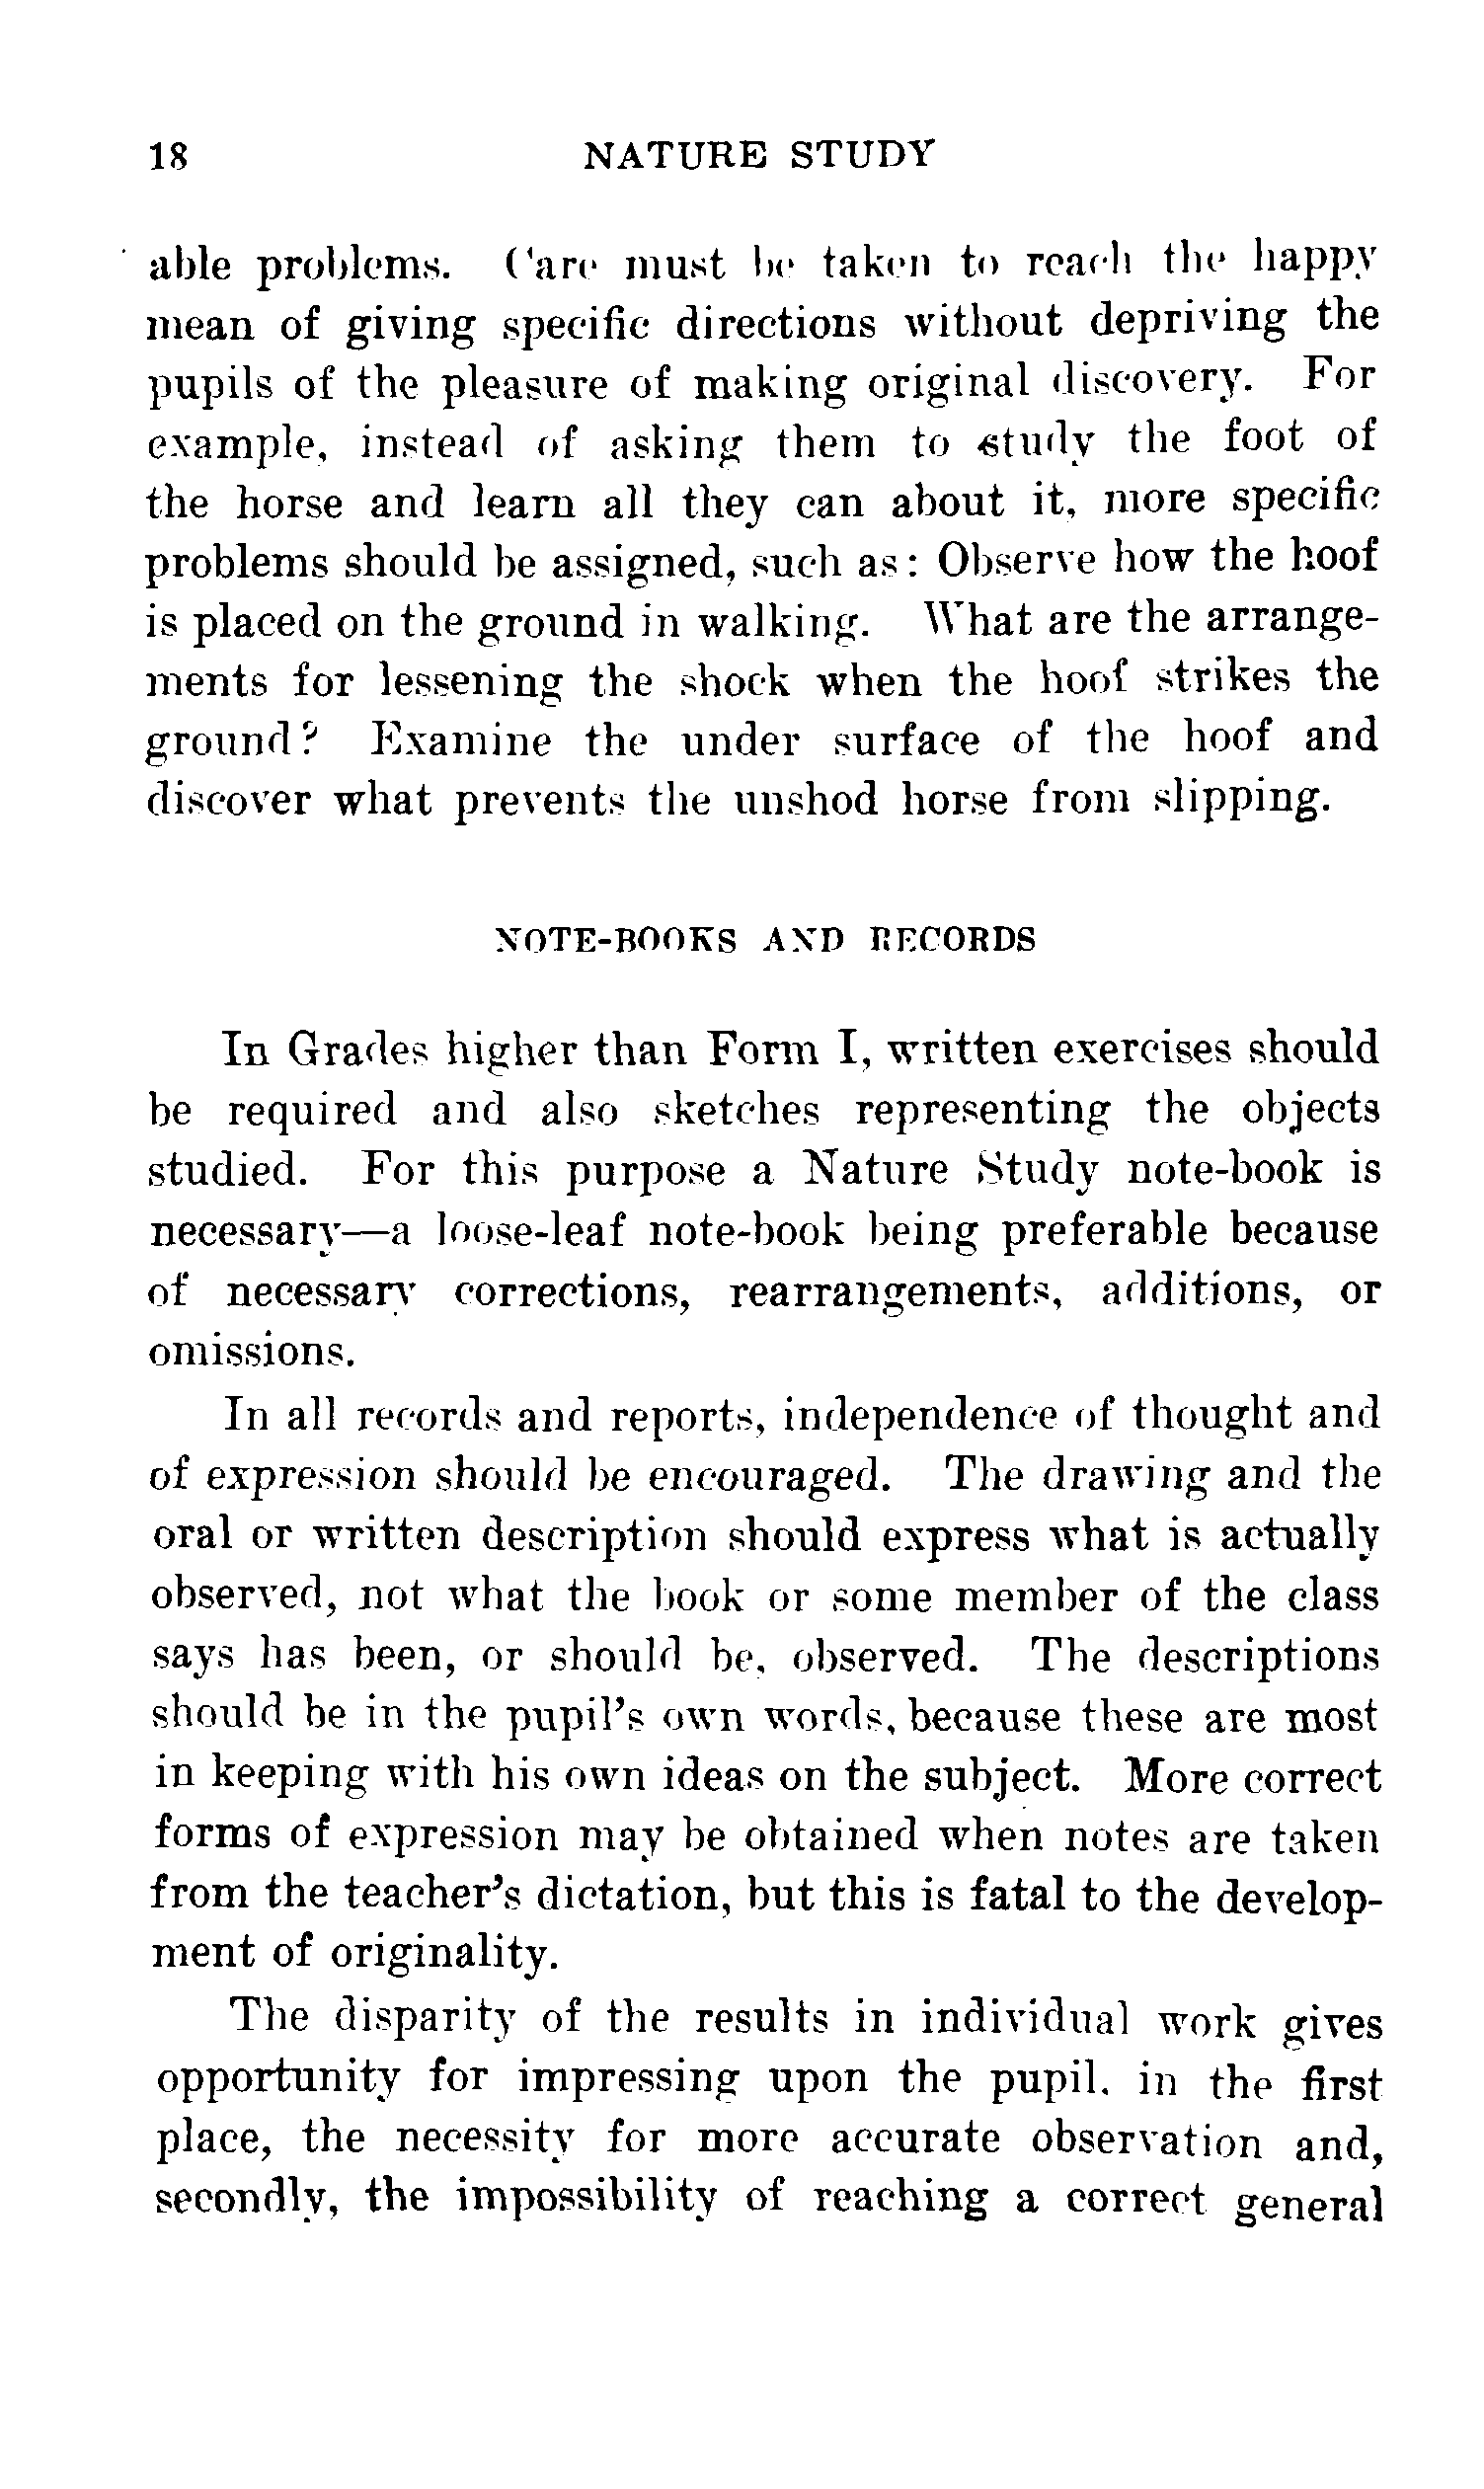 18 NATURE STUDY
able problems. Care must be taken to reach the happy
mean of giving specific directions without depriving the
pupils of the pleasure of making original discovery. For
example, instead of asking them to study the foot of
the horse and learn all they can about it, more specific
problems should be assigned, such as: Observe how the hoof
is placed on the ground in walking. What are the arrange-
ments for lessening the shock when the hoof strikes the
ground? Examine the under surface of the hoof and
discover what prevents the unshod horse from slipping.
NOTE-BOOKS AND RECORDS
In Grades higher than Form I, written exercises should
be required and also sketches representing the objects
studied. For this purpose a Nature Study note-book is
necessary—a loose-leaf note-book being preferable because
of necessary corrections, rearrangements, additions, or
omissions.
In all records and reports, independence of thought and
of expression should be encouraged. The drawing and the
oral or written description should express what is actually
observed, not what the book or some member of the class
says has been, or should be, observed. The descriptions
should be in the pupil's own words, because these are most
in keeping with his own ideas on the subject. More correct
forms of expression may be obtained when notes are taken
from the teacher's dictation, but this is fatal to the develop-
ment of originality.
The disparity of the results in individual work gives
opportunity for impressing upon the pupil, in the first
place, the necessity for more accurate observation and,
secondly, the impossibility of reaching a correct general